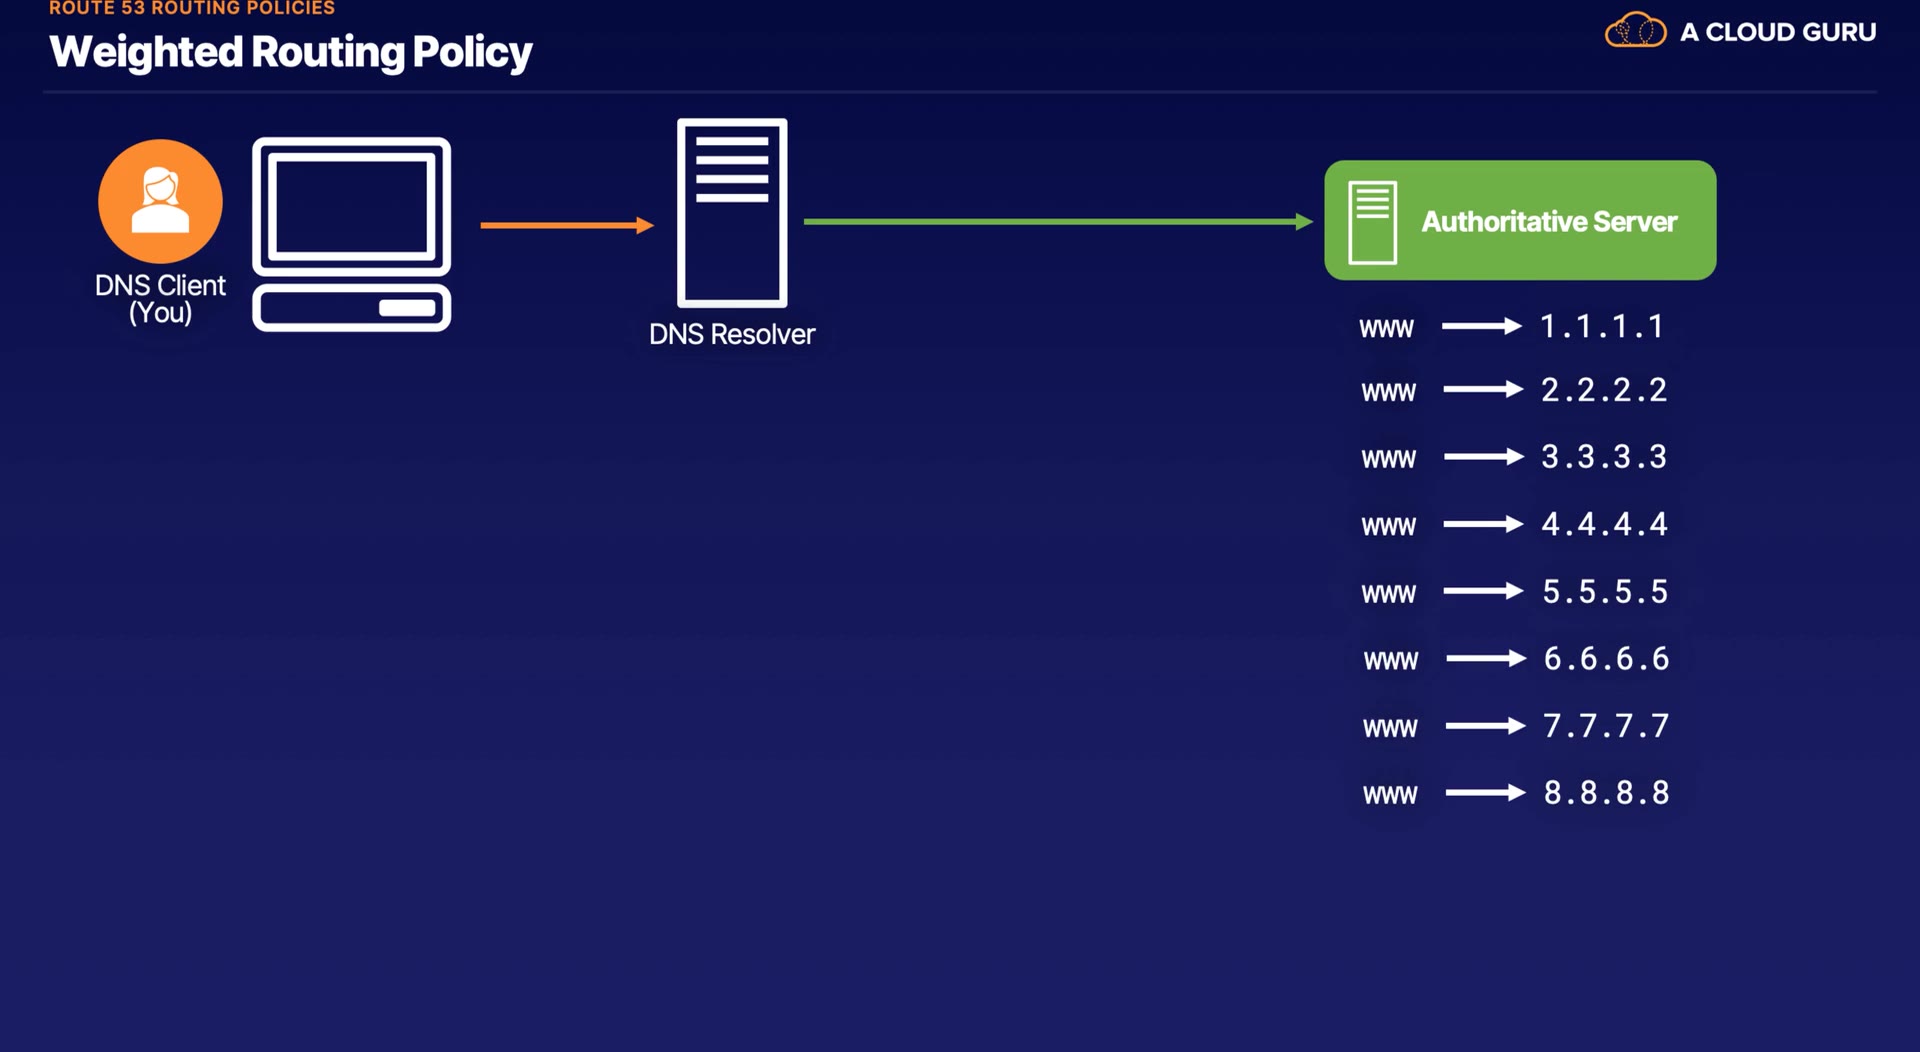 ROUTE 53 ROUTING POLICIES
Weighted Routing Policy
A CLOUD GURU
DNS Client
(You)
DNS Resolver
Authoritative Server
www 1.1.1.1
www 2.2.2.2
www 3.3.3.3
www 4.4.4.4
www 5.5.5.5
www 6.6.6.6
www 7.7.7.7
www 8.8.8.8